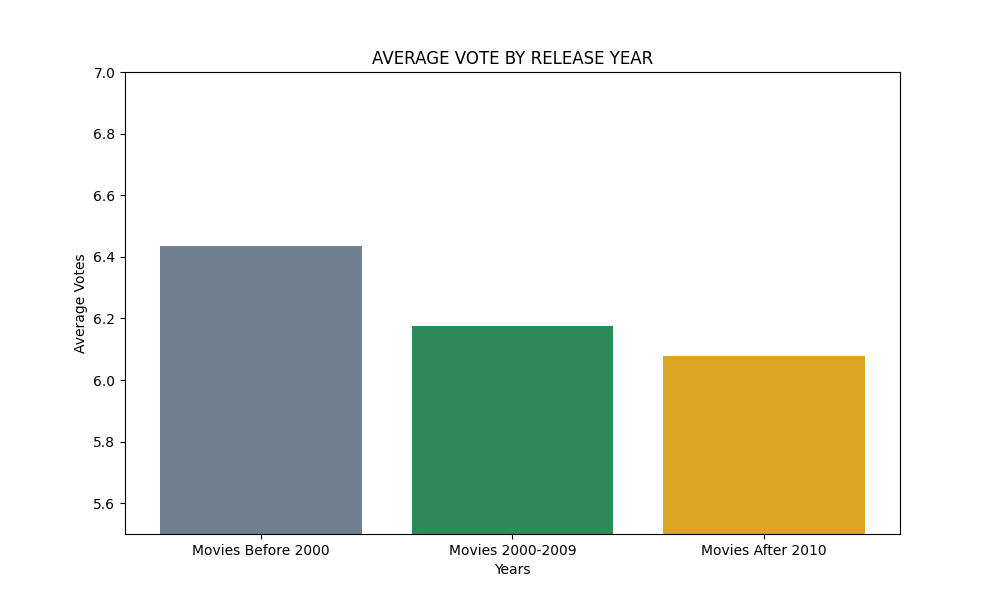 AVERAGE VOTE BY RELEASE YEAR
7.0
6.8
6.6
6.4
6.2
6.0
5.8
5.6
Average Votes
Movies Before 2000
Movies 2000-2009
Movies After 2010
Years